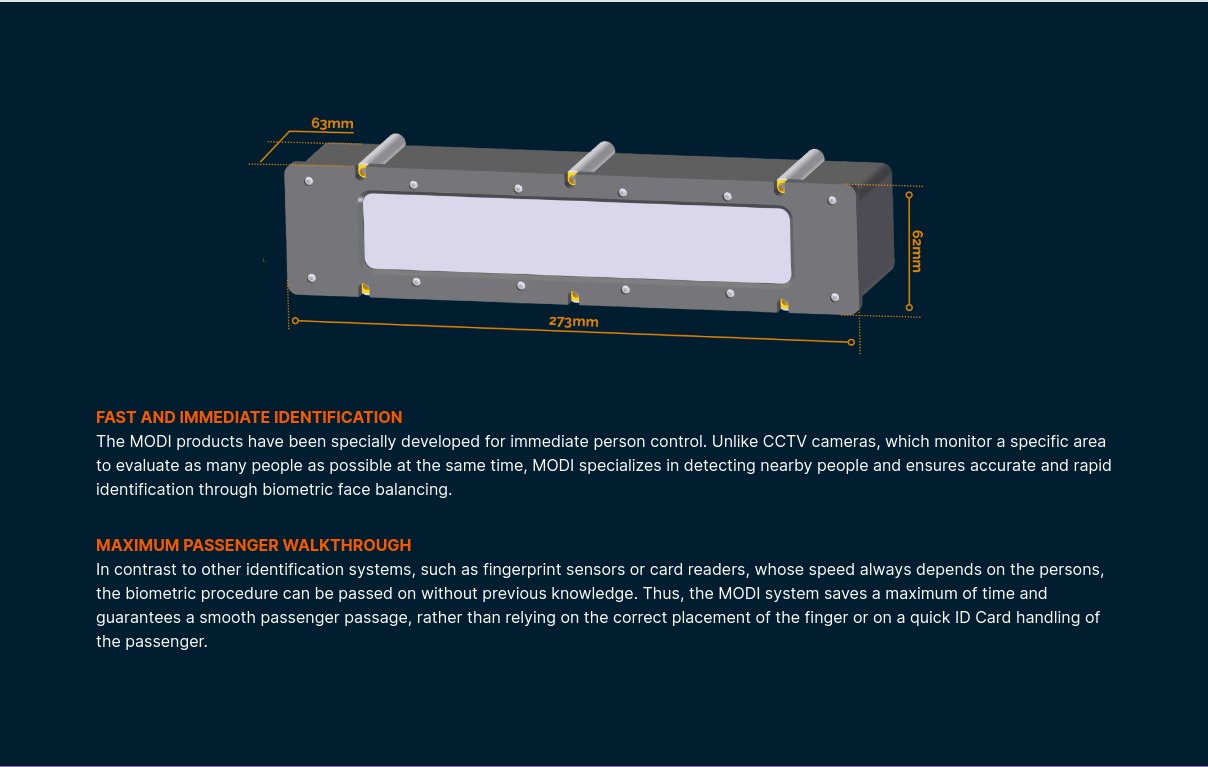 63mm
62mm
273mm
FAST AND IMMEDIATE IDENTIFICATION
The MODI products have been specially developed for immediate person control. Unlike CCTV cameras, which monitor a specific area
to evaluate as many people as possible at the same time, MODI specializes in detecting nearby people and ensures accurate and rapid
identification through biometric face balancing.
MAXIMUM PASSENGER WALKTHROUGH
In contrast to other identification systems, such as fingerprint sensors or card readers, whose speed always depends on the persons,
the biometric procedure can be passed on without previous knowledge. Thus, the MODI system saves a maximum of time and
guarantees a smooth passenger passage, rather than relying on the correct placement of the finger or on a quick ID Card handling of
the passenger.